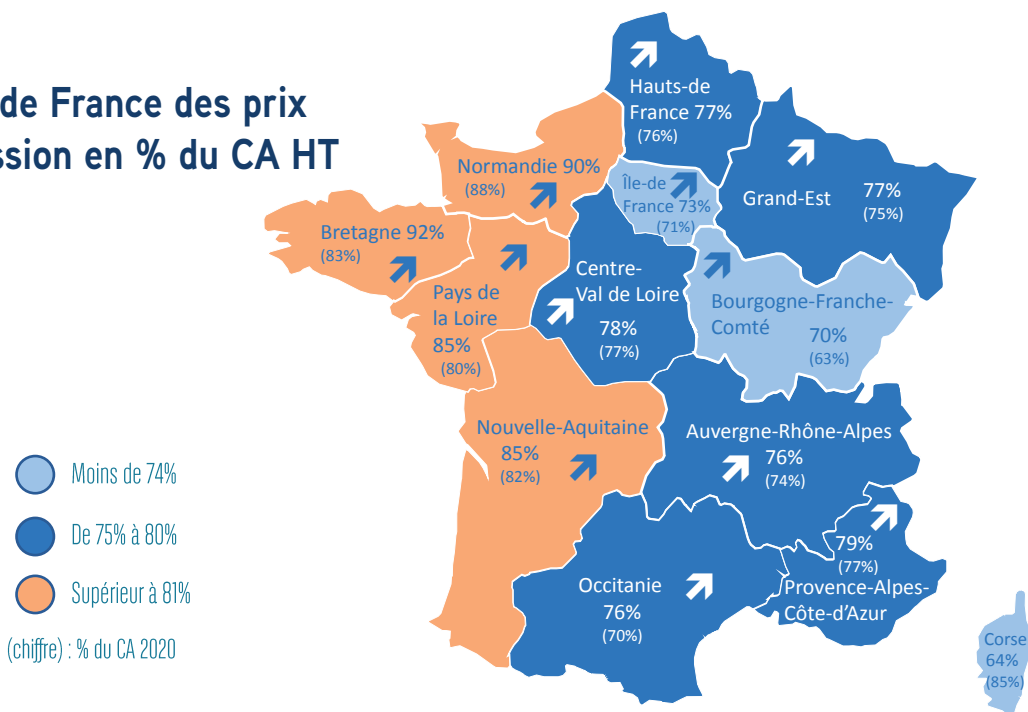 de France des prix
ssion en % du CA HT
Hauts-de
France 77%
(76%)
Normandie 90%
(88%)
Île-de
France 73%
(71%)
Grand-Est
77%
(75%)
Bretagne 92%
(83%)
Pays de
la Loire
85%
(80%)
Centre-
Val de Loire
78%
(77%)
Bourgogne-Franche-
Comté
70%
(63%)
Nouvelle-Aquitaine
85%
(82%)
Auvergne-Rhône-Alpes
76%
(74%)
Occitanie
76%
(70%)
79%
(77%)
Provence-Alpes-
Côte-d'Azur
Corse
64%
(85%)
Moins de 74%
De 75% à 80%
Supérieur à 81%
(chiffre) : % du CA 2020